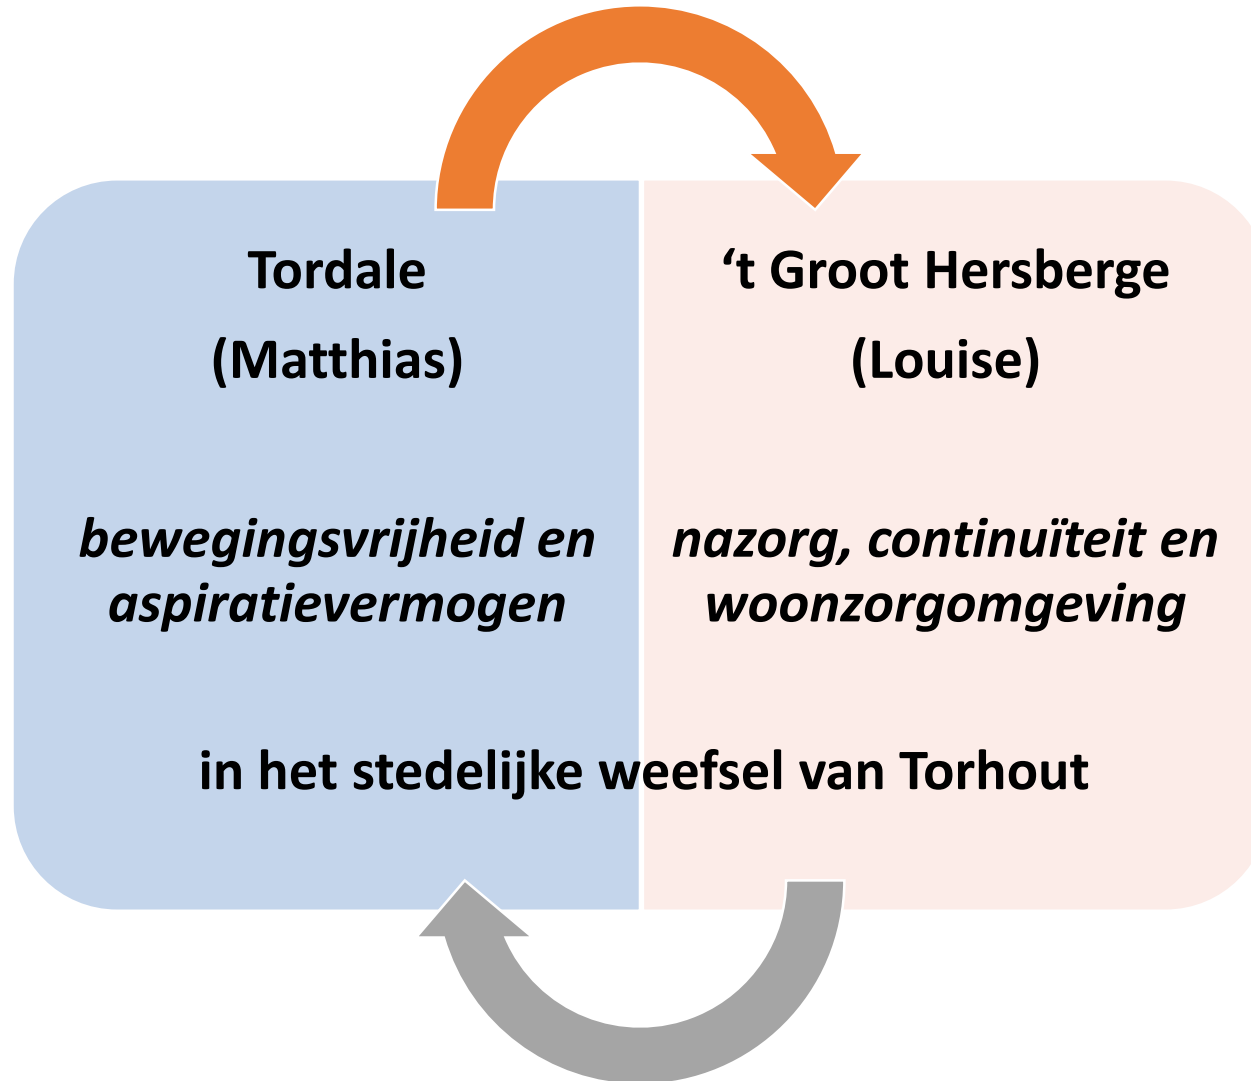 Tordale
(Matthias)
bewegingsvrijheid en
aspiratievermogen
‘t Groot Hersberge
(Louise)
nazorg, continuïteit en
woonzorgomgeving
in het stedelijke weefsel van Torhout